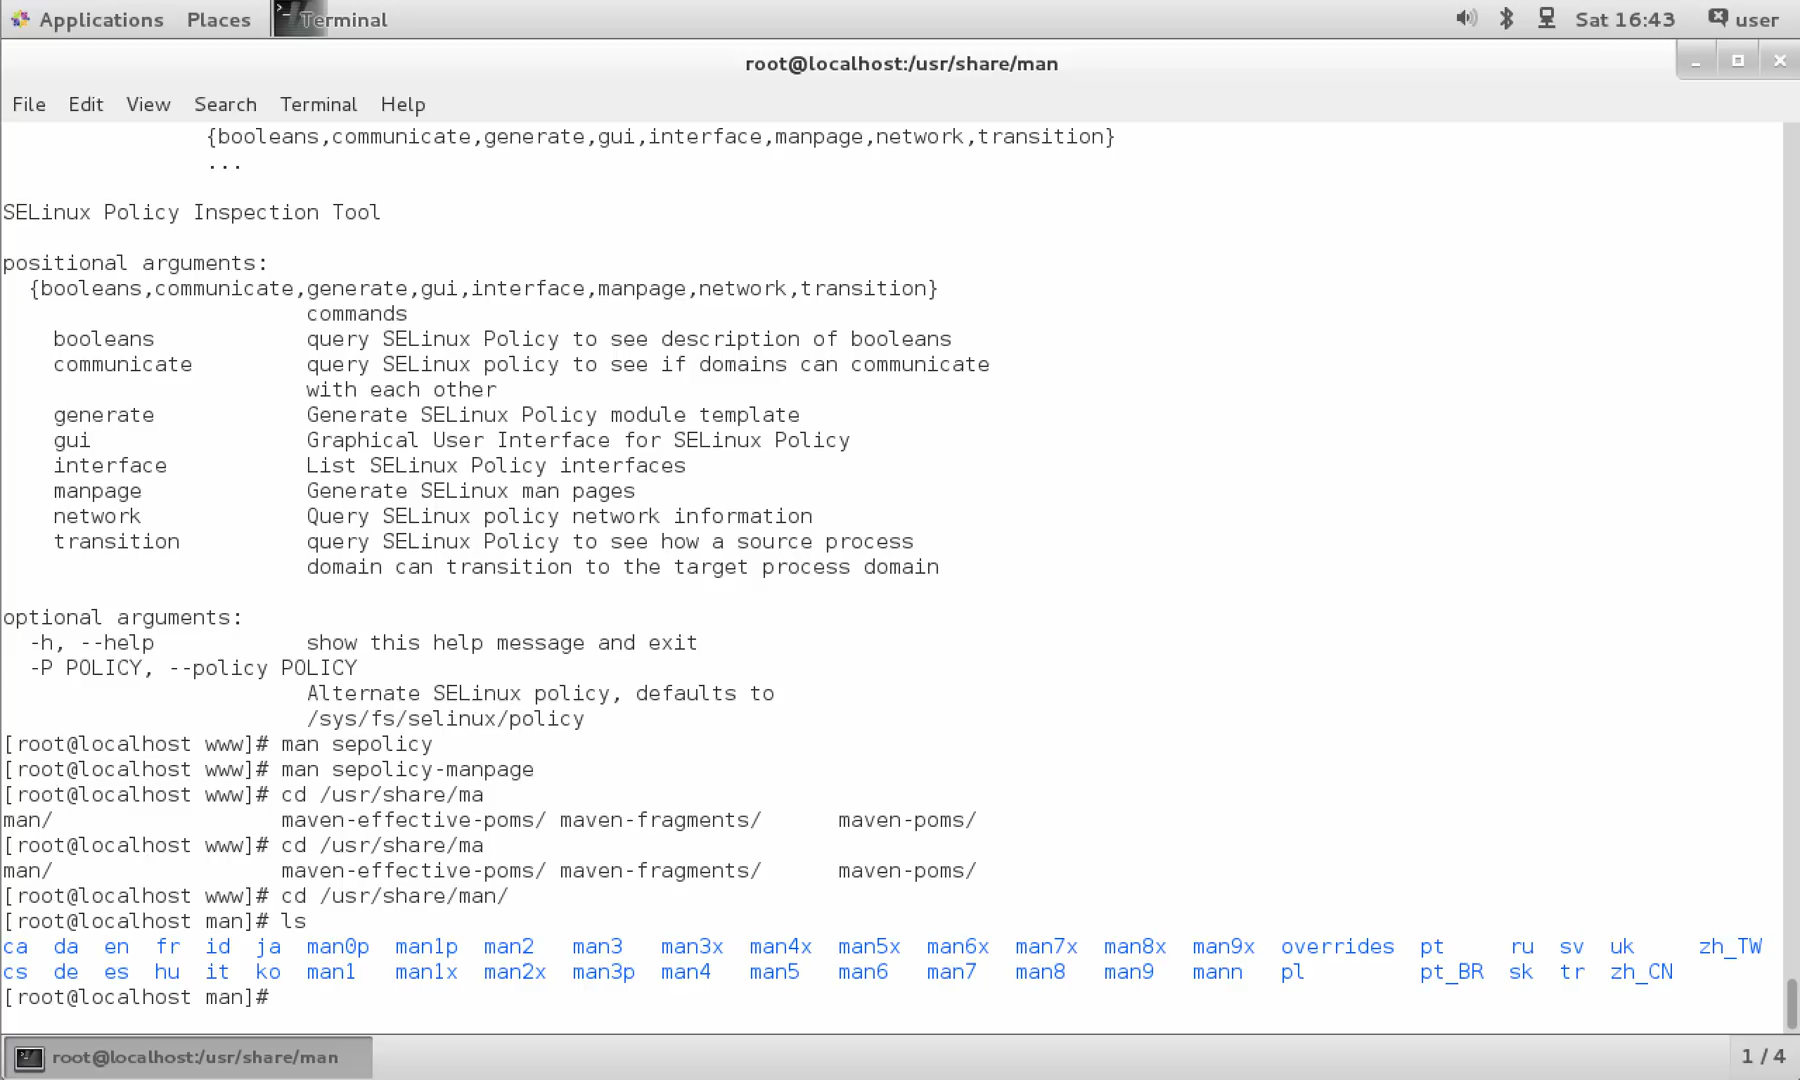 Applications Places Terminal Sat 16:43 user
root@localhost:/usr/share/man
File Edit View Search Terminal Help
{booleans,communicate,generate,gui,interface,manpage,network,transition}
...
SELinux Policy Inspection Tool
positional arguments:
{booleans,communicate,generate,gui,interface,manpage,network,transition}
commands
booleans query SELinux Policy to see description of booleans
communicate query SELinux policy to see if domains can communicate
with each other
generate Generate SELinux Policy module template
gui Graphical User Interface for SELinux Policy
interface List SELinux Policy interfaces
manpage Generate SELinux man pages
network Query SELinux policy network information
transition query SELinux Policy to see how a source process
domain can transition to the target process domain
optional arguments:
-h, --help show this help message and exit
-P POLICY, --policy POLICY
Alternate SELinux policy, defaults to
/sys/fs/selinux/policy
[root@localhost www]# man sepolicy
[root@localhost www]# man sepolicy-manpage
[root@localhost www]# cd /usr/share/ma
man/ maven-effective-poms/ maven-fragments/ maven-poms/
[root@localhost www]# cd /usr/share/ma
man/ maven-effective-poms/ maven-fragments/ maven-poms/
[root@localhost www]# cd /usr/share/man/
[root@localhost man]# ls
ca da en fr id ja man0p man1p man2 man3 man3x man4x man5x man6x man7x man8x man9x overrides pt ru sv uk zh_TW
cs de es hu it ko man1 man1x man2x man3p man4 man5 man6 man7 man8 man9 mann pl pt_BR sk tr zh_CN
[root@localhost man]#
root@localhost:/usr/share/man 1 / 4